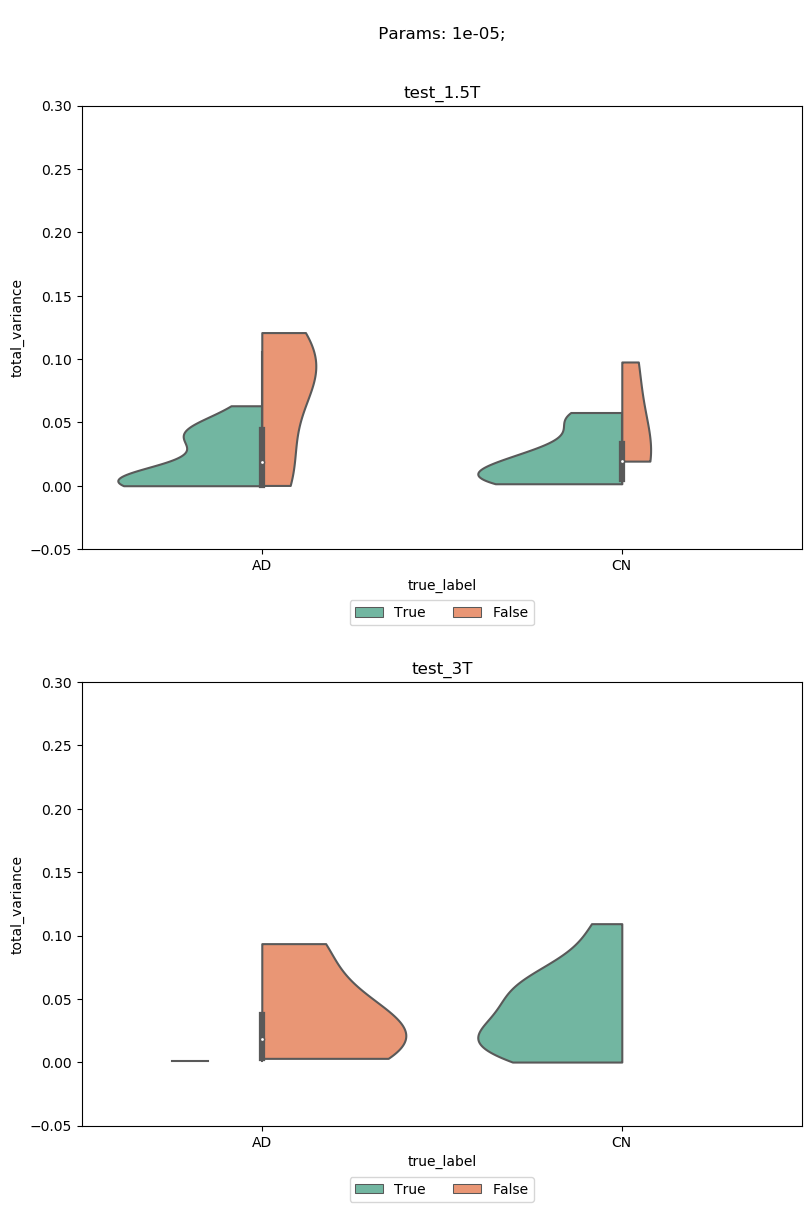 Params: 1e-05;
test_1.5T
0.30
0.25
0.20
0.15
0.10
0.05
0.00
−0.05
total_variance
AD CN
true_label
True False
test_3T
0.30
0.25
0.20
0.15
0.10
0.05
0.00
−0.05
total_variance
AD CN
true_label
True False